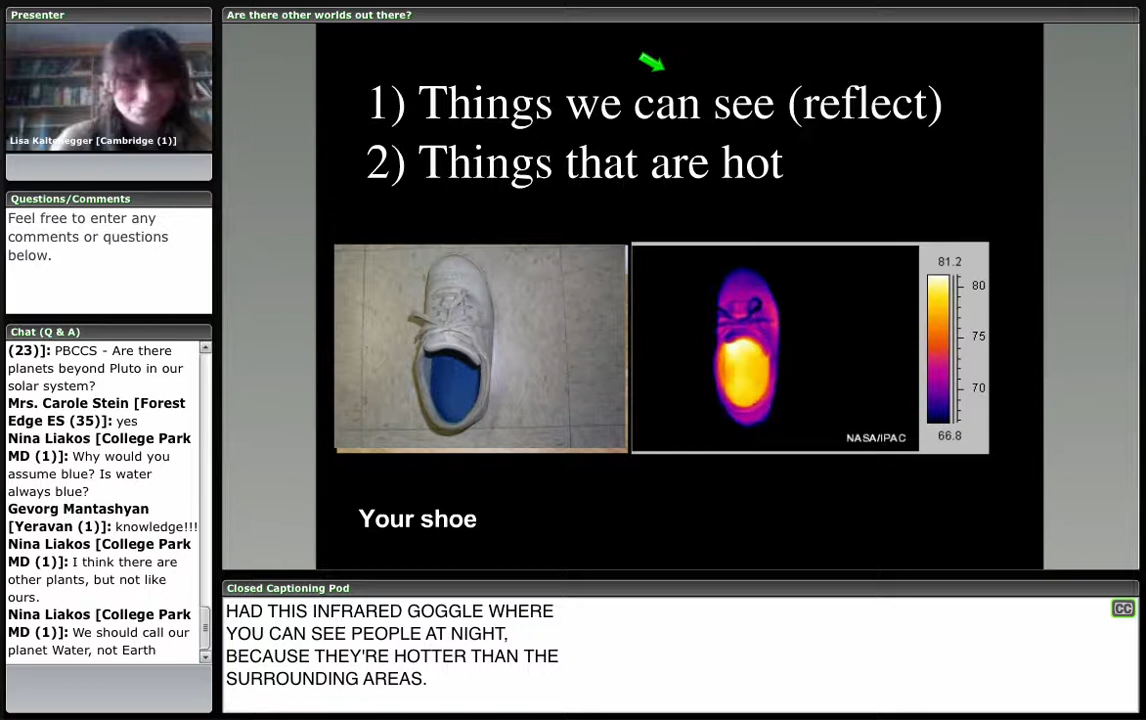 Presenter
Lisa Kaltenegger [Cambridge (1)]
Questions/Comments
Feel free to enter any
comments or questions
below.
Chat (Q & A)
(23)]: PBCCS - Are there
planets beyond Pluto in our
solar system?
Mrs. Carole Stein [Forest
Edge ES (35)]: yes
Nina Liakos [College Park
MD (1)]: Why would you
assume blue? Is water
always blue?
Gevorg Mantashyan
[Yeravan (1)]: knowledge!!!
Nina Liakos [College Park
MD (1)]: I think there are
other plants, but not like
ours.
Nina Liakos [College Park
MD (1)]: We should call our
planet Water, not Earth
Are there other worlds out there?
1) Things we can see (reflect)
2) Things that are hot
81.2
80
75
70
66.8
NASA/IPAC
Your shoe
Closed Captioning Pod
HAD THIS INFRARED GOGGLE WHERE
YOU CAN SEE PEOPLE AT NIGHT,
BECAUSE THEY'RE HOTTER THAN THE
SURROUNDING AREAS.
CC